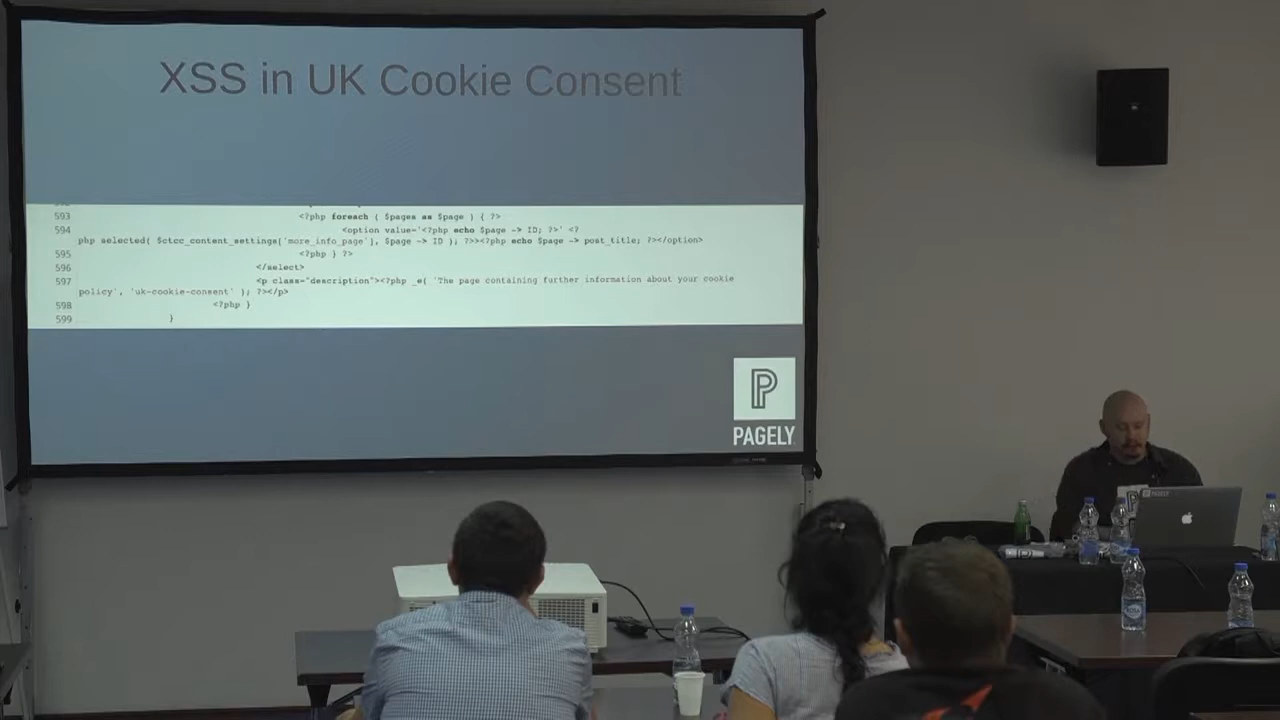 XSS in UK Cookie Consent
593 <?php foreach ( $pages as $page ) { ?>
594 <option value='<?php echo $page -> ID; ?>' <?
php selected( $ctcc_content_settings['more_info_page'], $page -> ID ); ?>><?php echo $page -> post_title; ?></option>
595 <?php } ?>
596 </select>
597 <p class="description"><?php _e( 'The page containing further information about your cookie
policy', 'uk-cookie-consent' ); ?></p>
598 <?php }
599 }
PAGELY
PAGELY